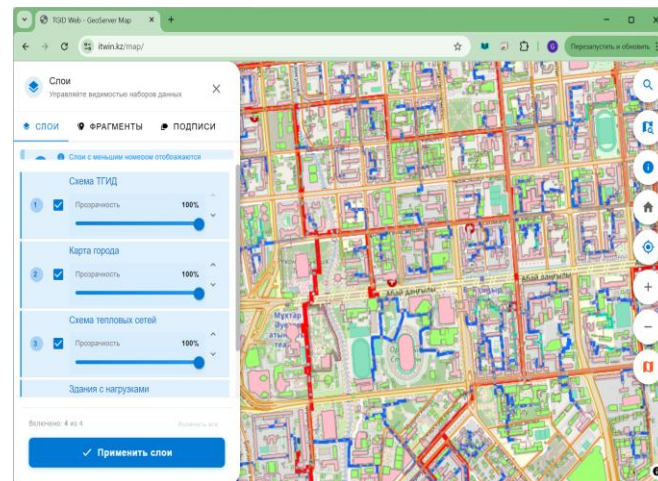 TGID Web - GeoServer Map
itwin.kz/map/
G
Перезапустить и обновить
Слои
Управляйте видимостью наборов данных
СЛОИ
ФРАГМЕНТЫ
ПОДПИСИ
Слои с меньшим номером отображаются
Схема ТГИД
1
Прозрачность 100%
Карта города
2
Прозрачность 100%
Схема тепловых сетей
3
Прозрачность 100%
Здания с нагрузками
Включено: 4 из 4
Применить слои
Абай даңғылы
Мұхтар